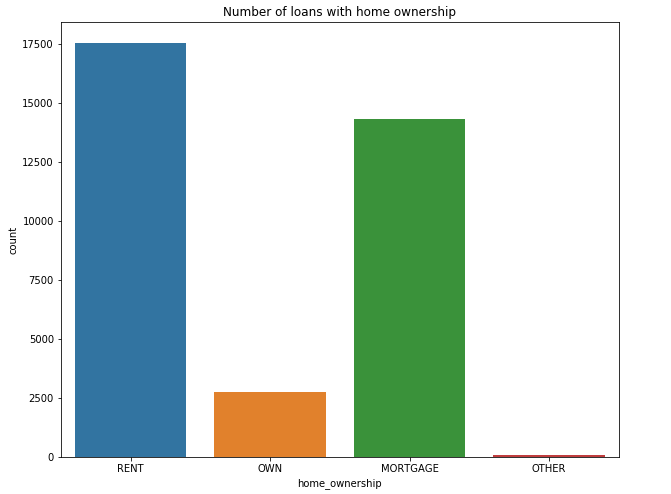 Number of loans with home ownership
17500
15000
12500
10000
7500
5000
2500
0
count
RENT OWN MORTGAGE OTHER
home_ownership